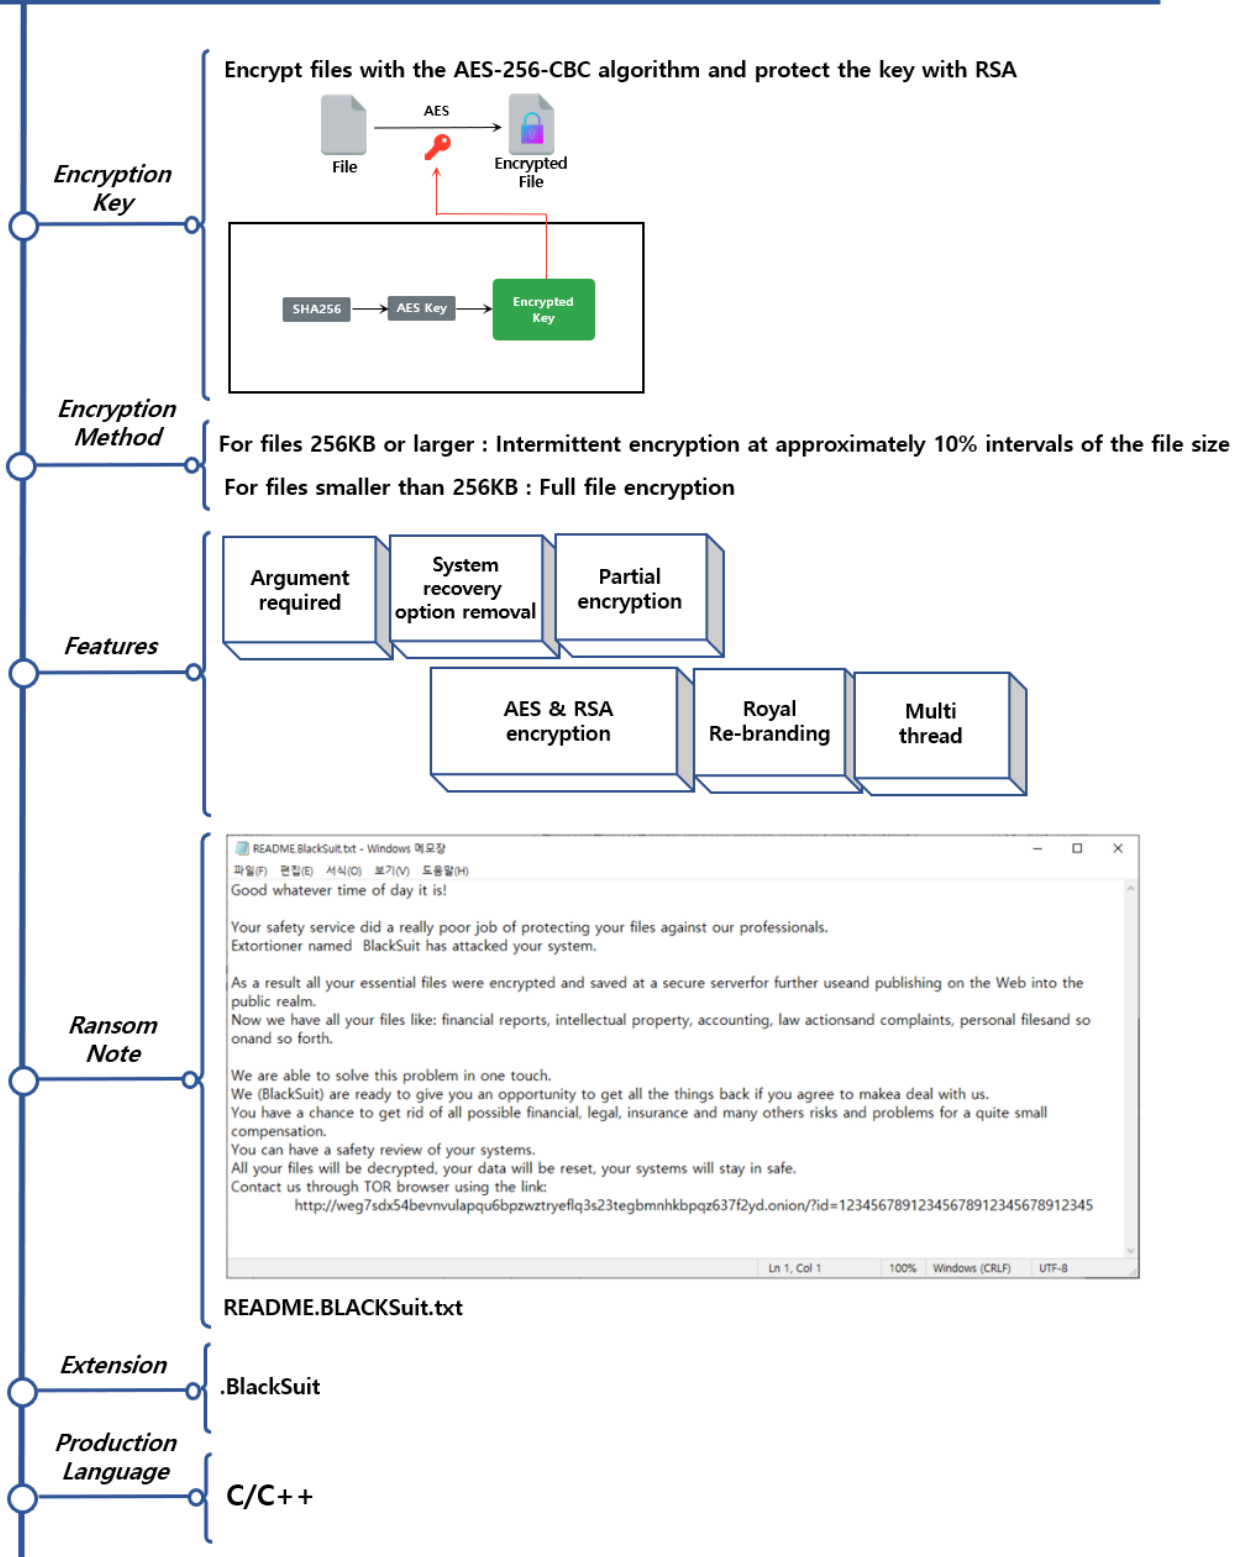 Encrypt files with the AES-256-CBC algorithm and protect the key with RSA
AES
File
Encrypted
File
Encryption
Key
SHA256
AES Key
Encrypted
Key
Encryption
Method
For files 256KB or larger : Intermittent encryption at approximately 10% intervals of the file size
For files smaller than 256KB : Full file encryption
Features
Argument
required
System
recovery
option removal
Partial
encryption
AES & RSA
encryption
Royal
Re-branding
Multi
thread
Ransom
Note
README.BlackSuit.txt - Windows 메모장
파일(F) 편집(E) 서식(O) 보기(V) 도움말(H)
Good whatever time of day it is!
Your safety service did a really poor job of protecting your files against our professionals.
Extortioner named  BlackSuit has attacked your system.
As a result all your essential files were encrypted and saved at a secure serverfor further useand publishing on the Web into the
public realm.
Now we have all your files like: financial reports, intellectual property, accounting, law actionsand complaints, personal filesand so
onand so forth.
We are able to solve this problem in one touch.
We (BlackSuit) are ready to give you an opportunity to get all the things back if you agree to makea deal with us.
You have a chance to get rid of all possible financial, legal, insurance and many others risks and problems for a quite small
compensation.
You can have a safety review of your systems.
All your files will be decrypted, your data will be reset, your systems will stay in safe.
Contact us through TOR browser using the link:
http://weg7sdx54bevnvulapqu6bpzwztryeflq3s23tegbmnhkbpqz637f2yd.onion/?id=12345678912345678912345678912345
Ln 1, Col 1 100% Windows (CRLF) UTF-8
README.BLACKSuit.txt
Extension
.BlackSuit
Production
Language
C/C++